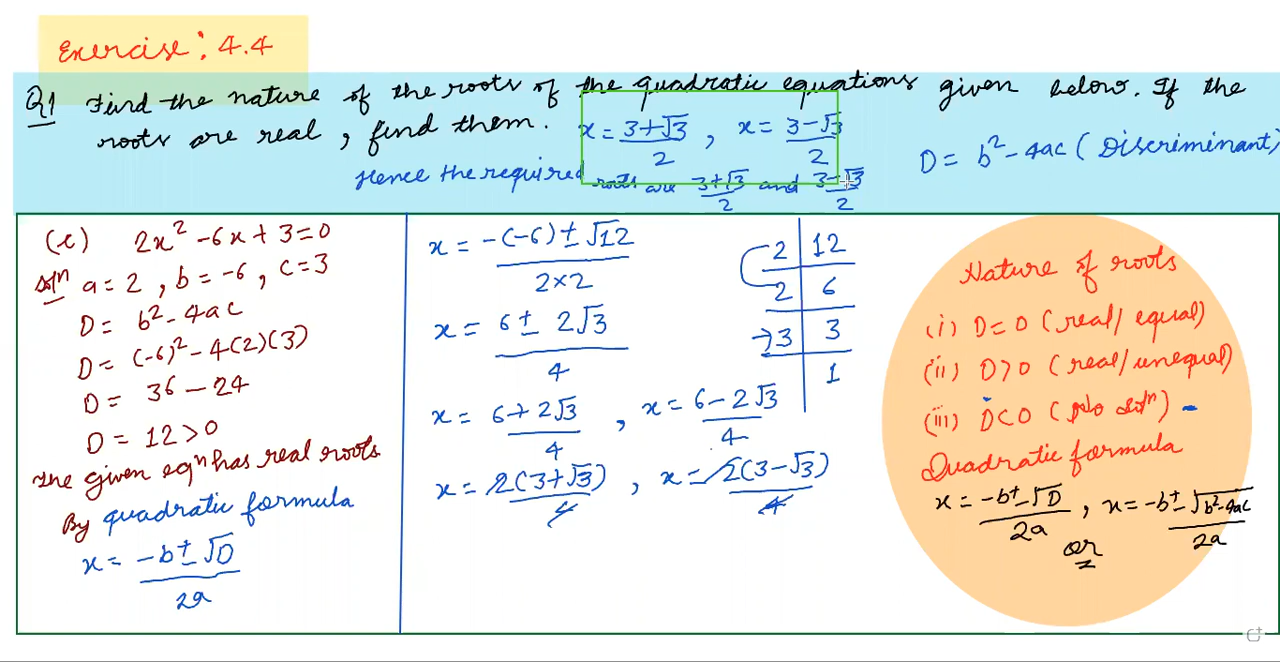 Exercise: 4.4
Q1 Find the nature of the roots of the quadratic equations given below. If the
roots are real, find them.
x = 3+√3/2 , x = 3-√3/2
D = b² - 4ac (Discriminant)
Hence the required roots are 3+√3/2 and 3-√3/2
(c) 2x² - 6x + 3 = 0
solⁿ a = 2 , b = -6 , c = 3
D = b² - 4ac
D = (-6)² - 4(2)(3)
D = 36 - 24
D = 12 > 0
The given eqⁿ has real roots
By quadratic formula
x = -b ± √D/2a
x = -(-6) ± √12/2×2
x = 6 ± 2√3/4
x = 6+2√3/4 , x = 6-2√3/4
x = 2(3+√3)/4 , x = 2(3-√3)/4
2 | 12
2 | 6
3 | 3
1
Nature of roots
(i) D = 0 (real/equal)
(ii) D > 0 (real/unequal)
(iii) D < 0 (No solⁿ) -
Quadratic formula
x = -b ± √D/2a , x = -b ± √b²-4ac/2a
or